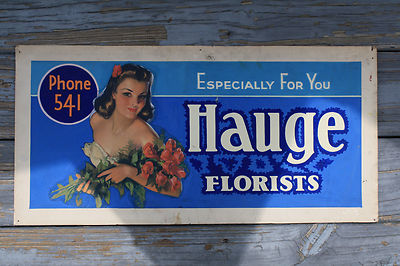 Phone
541
Especially For You
Hauge
FLORISTS